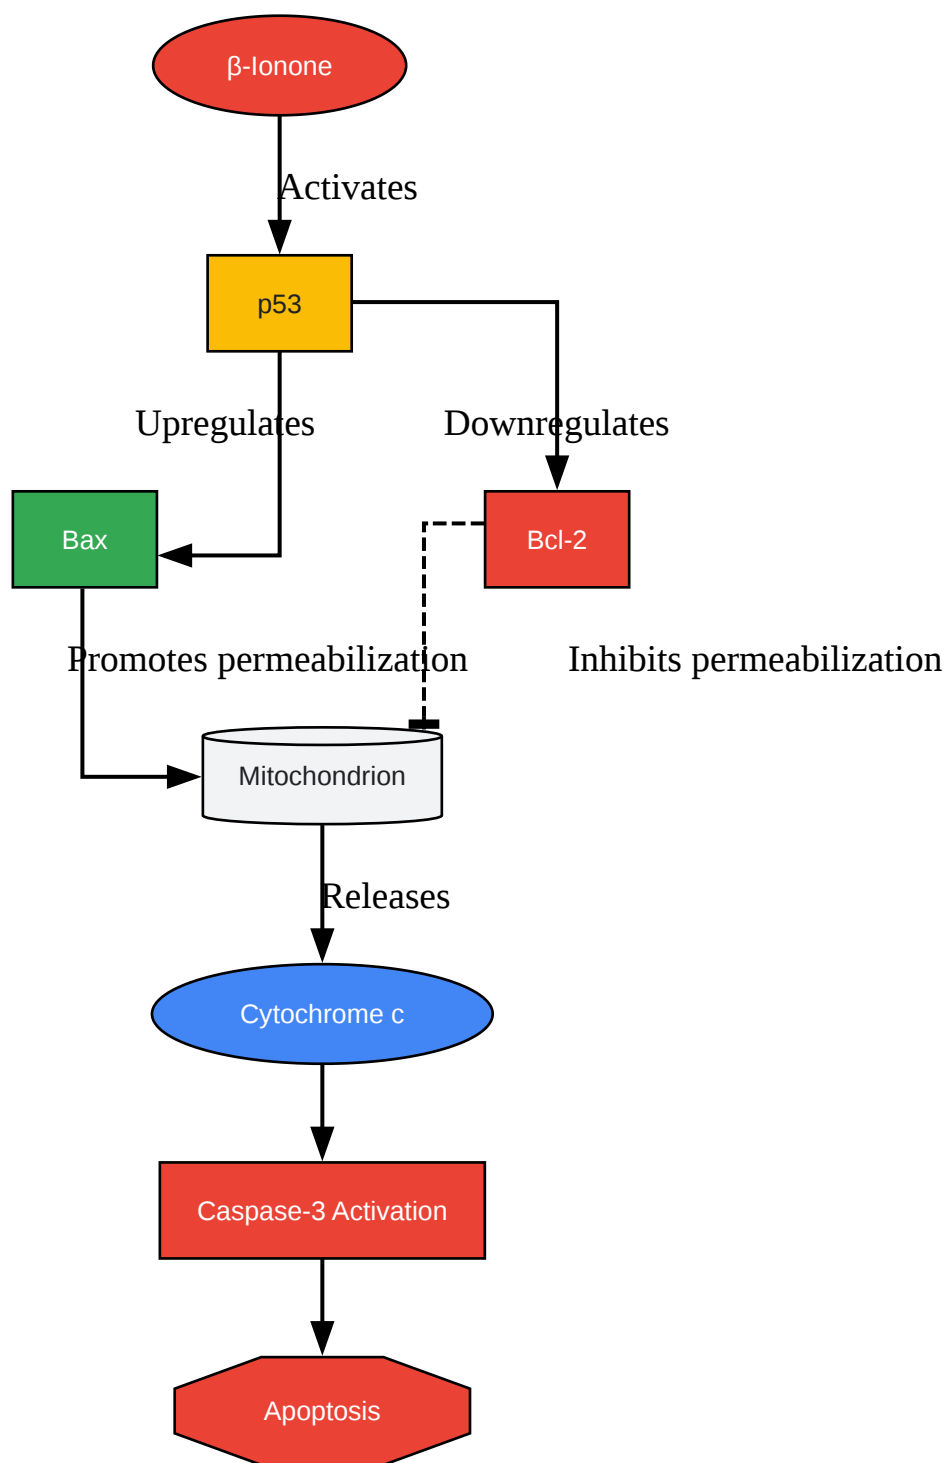 β-Ionone
Activates
p53
Upregulates
Downregulates
Bax
Bcl-2
Promotes permeabilization
Inhibits permeabilization
Mitochondrion
Releases
Cytochrome c
Caspase-3 Activation
Apoptosis